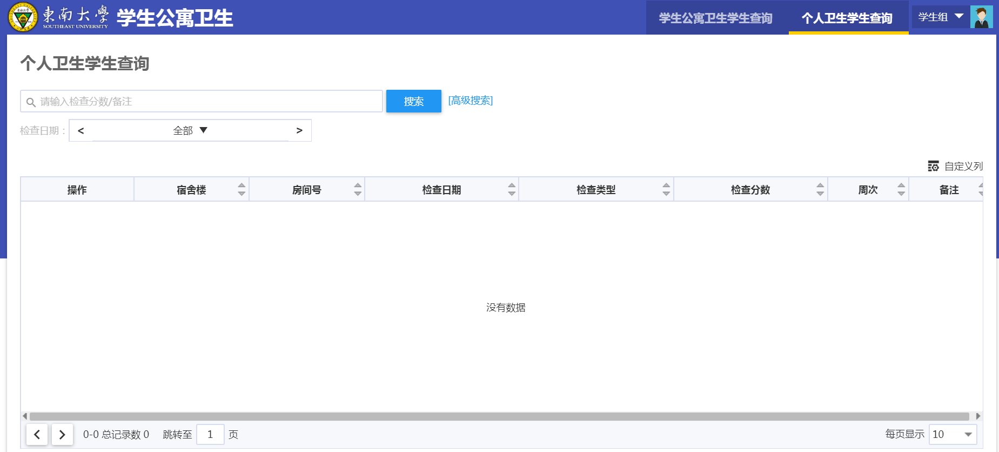 東南大學
SOUTHEAST UNIVERSITY
学生公寓卫生
学生公寓卫生学生查询
个人卫生学生查询
学生组
个人卫生学生查询
请输入检查分数/备注
搜索
[高级搜索]
检查日期：
<
全部
>
自定义列
操作 宿舍楼 房间号 检查日期 检查类型 检查分数 周次 备注
没有数据
0-0 总记录数 0 跳转至 1 页
每页显示 10